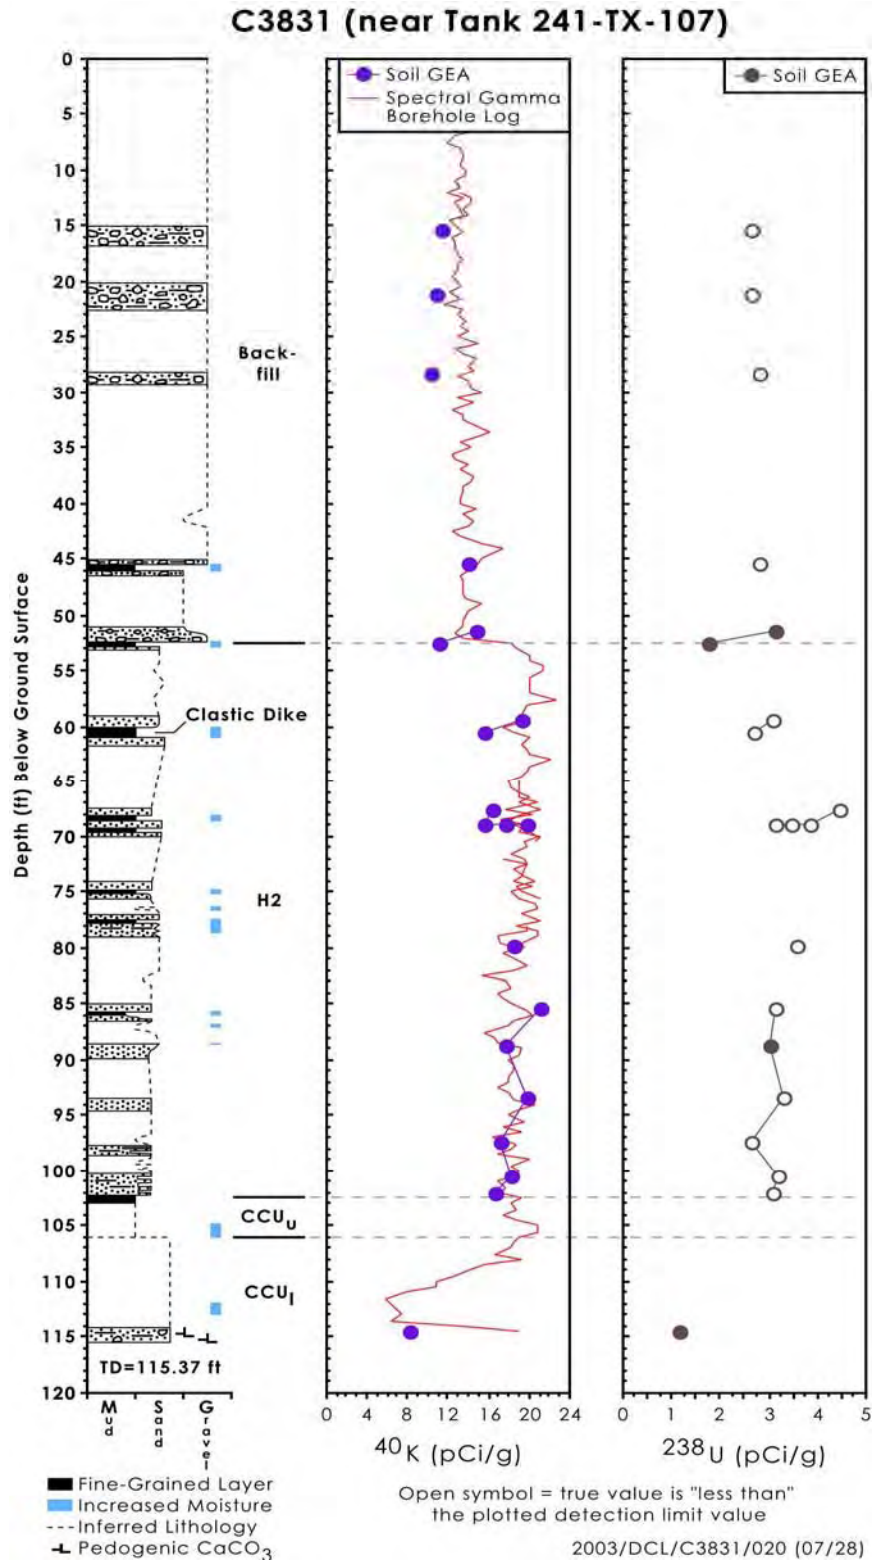 C3831 (near Tank 241-TX-107)
Soil GEA
Spectral Gamma
Borehole Log
Soil GEA
0
5
10
15
20
25
30
35
40
45
50
55
60
65
70
75
80
85
90
95
100
105
110
115
120
Depth (ft) Below Ground Surface
Back-
fill
Clastic Dike
H2
CCUu
CCUl
TD=115.37 ft
Mud Sand Gravel
0 4 8 12 16 20 24
40K (pCi/g)
0 1 2 3 4 5
238U (pCi/g)
Fine-Grained Layer
Increased Moisture
Inferred Lithology
Pedogenic CaCO3
Open symbol = true value is "less than"
the plotted detection limit value
2003/DCL/C3831/020 (07/28)